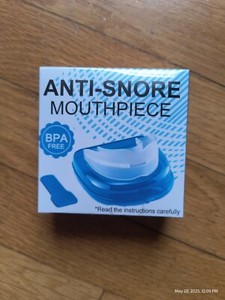 ANTI-SNORE
MOUTHPIECE
BPA
FREE
*Read the instructions carefully
May 28, 2025, 12:09 PM